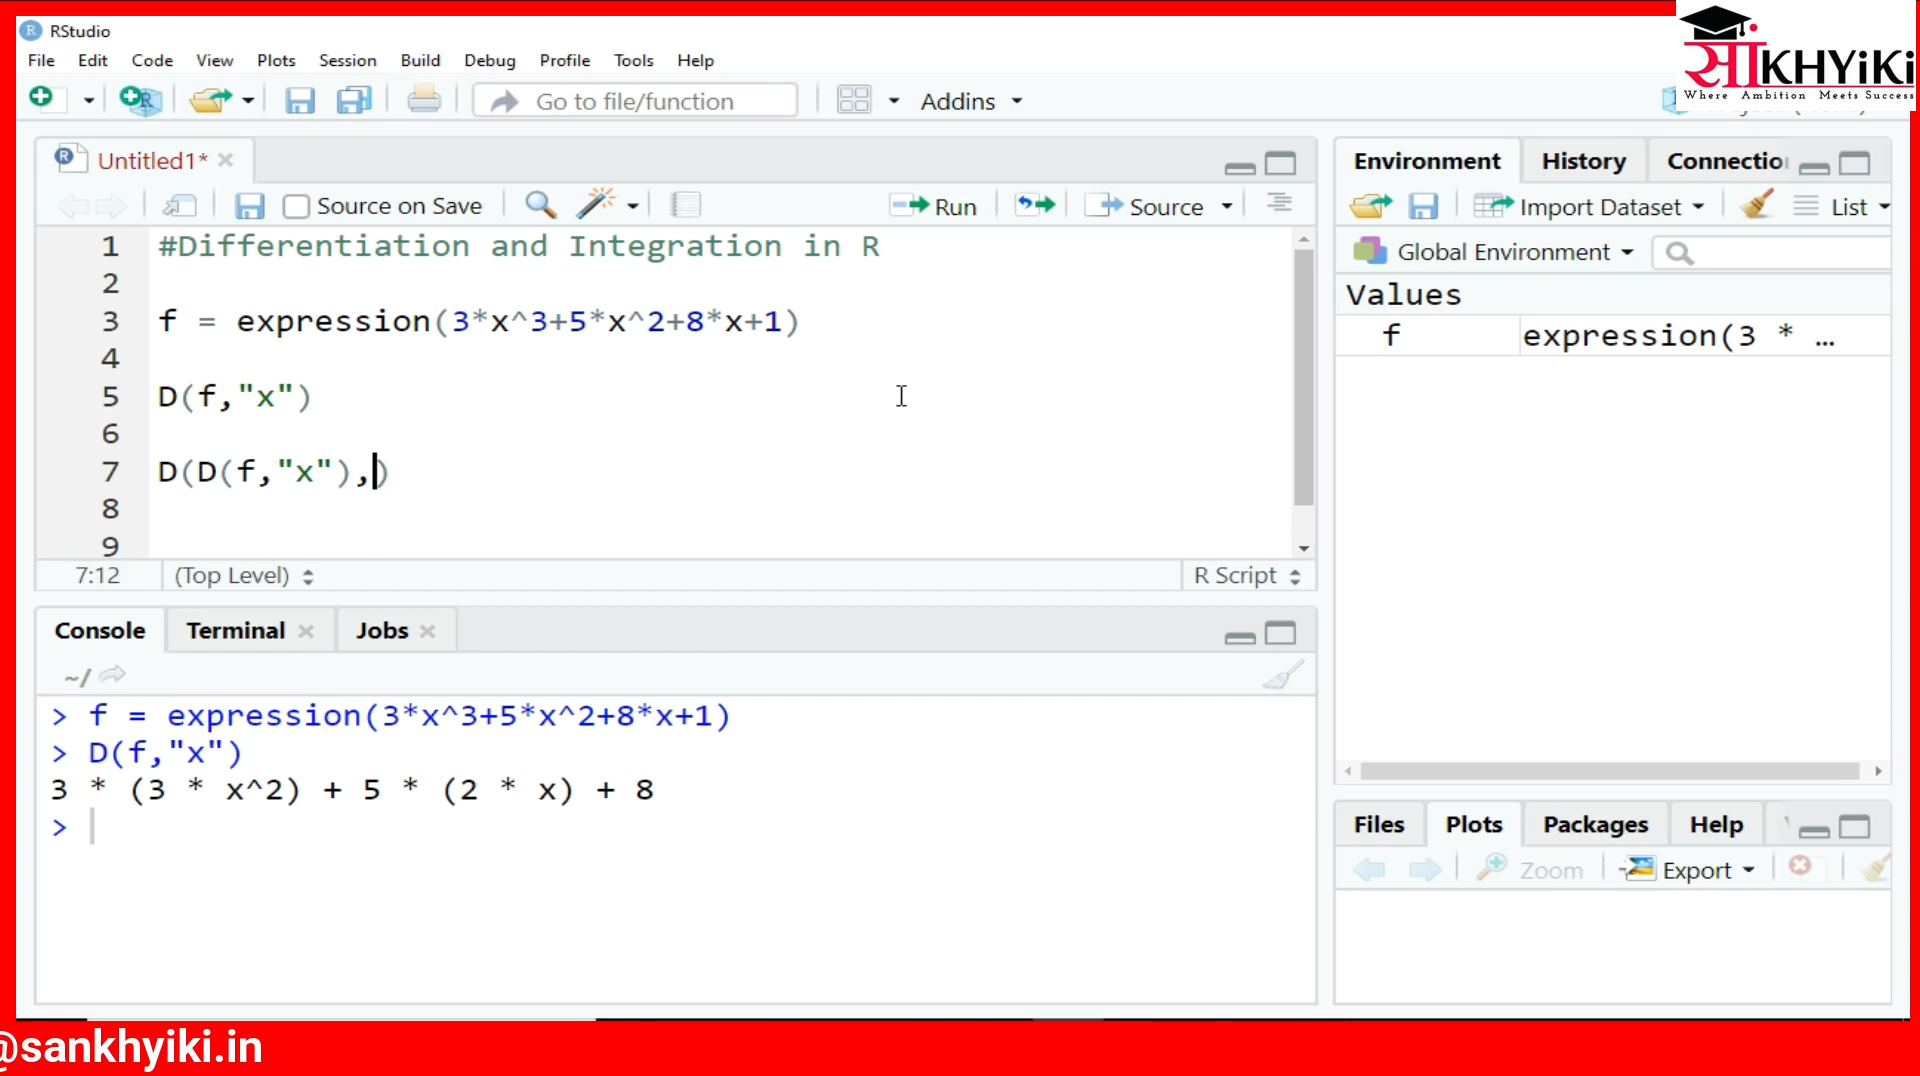 RStudio
File Edit Code View Plots Session Build Debug Profile Tools Help
सांKHYiKi
Where Ambition Meets Success
Go to file/function Addins
Untitled1*
Source on Save Run Source
1 #Differentiation and Integration in R
2
3 f = expression(3*x^3+5*x^2+8*x+1)
4
5 D(f,"x")
6
7 D(D(f,"x"),)
8
9
7:12 (Top Level) R Script
Console Terminal Jobs
~/
> f = expression(3*x^3+5*x^2+8*x+1)
> D(f,"x")
3 * (3 * x^2) + 5 * (2 * x) + 8
>
Environment History
Import Dataset List
Global Environment
Values
f expression(3 * …
Files Plots Packages Help
Zoom Export
@sankhyiki.in